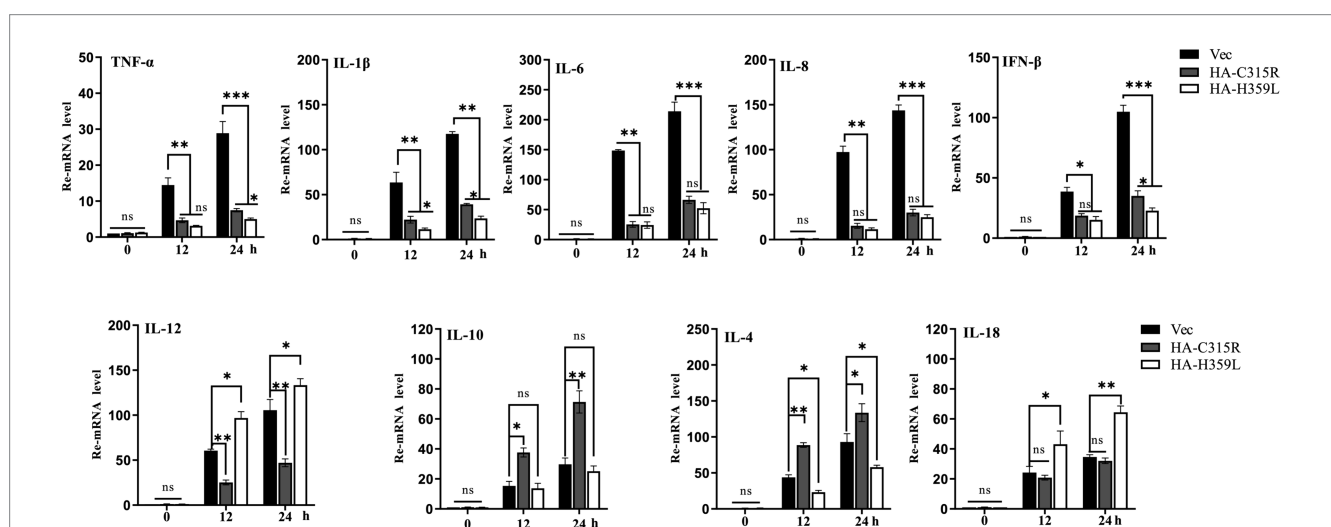 TNF-α
Re-mRNA level
50
40
30
20
10
0
ns
**
ns
***
*
0 12 24 h
IL-1β
Re-mRNA level
200
150
100
50
0
ns
**
*
**
*
0 12 24 h
IL-6
Re-mRNA level
300
250
200
150
100
50
0
ns
**
ns
***
ns
0 12 24 h
IL-8
Re-mRNA level
200
150
100
50
0
ns
**
ns
***
ns
0 12 24 h
IFN-β
Re-mRNA level
150
100
50
0
ns
*
ns
***
*
0 12 24 h
Vec
HA-C315R
HA-H359L
IL-12
Re-mRNA level
200
150
100
50
0
ns
*
**
*
**
0 12 24 h
IL-10
Re-mRNA level
120
100
80
60
40
20
0
ns
ns
*
ns
**
0 12 24 h
IL-4
Re-mRNA level
250
200
150
100
50
0
ns
*
**
*
*
0 12 24 h
IL-18
Re-mRNA level
120
100
80
60
40
20
0
ns
*
ns
**
ns
0 12 24 h
Vec
HA-C315R
HA-H359L